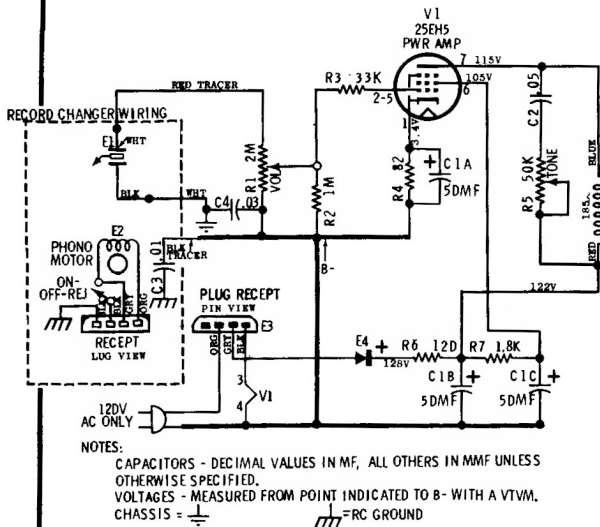 V1
25EH5
PWR AMP
7 115V
105V
6
R3 33K
2-5
1
3.4V
RED TRACER
RECORD CHANGER WIRING
E1 WHT
R1 2M
VOL
R2 1M
R4 82
+ C1A
5DMF
C2 .05
R5 50K
TONE
BLUE
185Ω
RED
BLK WHT
C4 .03
E2
PHONO
MOTOR
ON-
OFF-REJ
BLK
BLK
GRY
ORG
RECEPT
LUG VIEW
C3 .01
BLK
TRACER
B-
122V
PLUG RECEPT
PIN VIEW
E3
ORG
GRY
BLK
E4 +
128V
R6 12D
R7 1.8K
C1B +
5DMF
C1C +
5DMF
3
4
V1
12DV
AC ONLY
NOTES:
CAPACITORS - DECIMAL VALUES IN MF, ALL OTHERS IN MMF UNLESS
OTHERWISE SPECIFIED.
VOLTAGES - MEASURED FROM POINT INDICATED TO B- WITH A VTVM.
CHASSIS = =RC GROUND